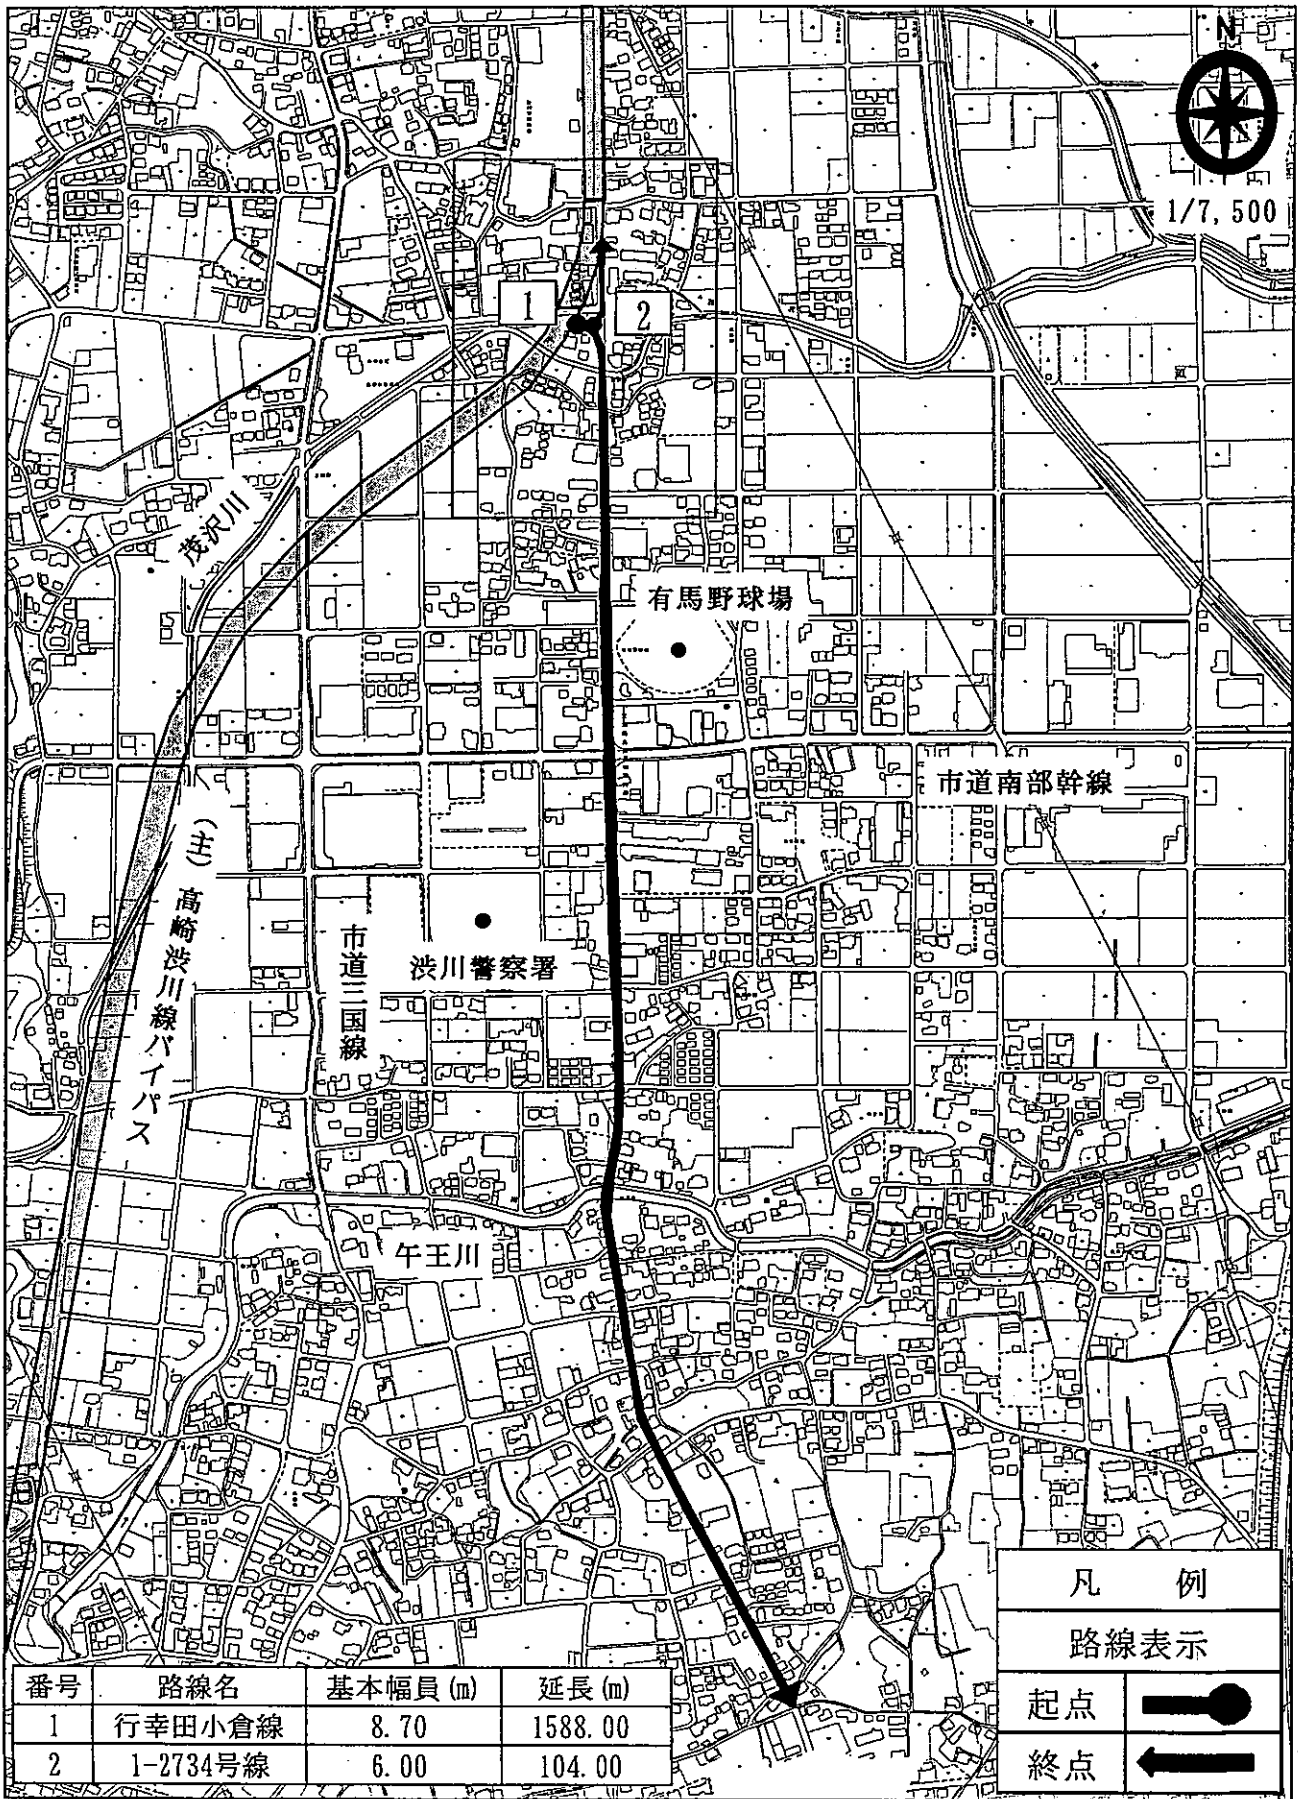 N
1/7,500
1
2
茂沢川
有馬野球場
市道南部幹線
(主)高崎渋川線バイパス
市道三国線
渋川警察署
午王川
凡 例
路線表示
起点
終点
番号 路線名 基本幅員(m) 延長(m)
1 行幸田小倉線 8.70 1588.00
2 1-2734号線 6.00 104.00